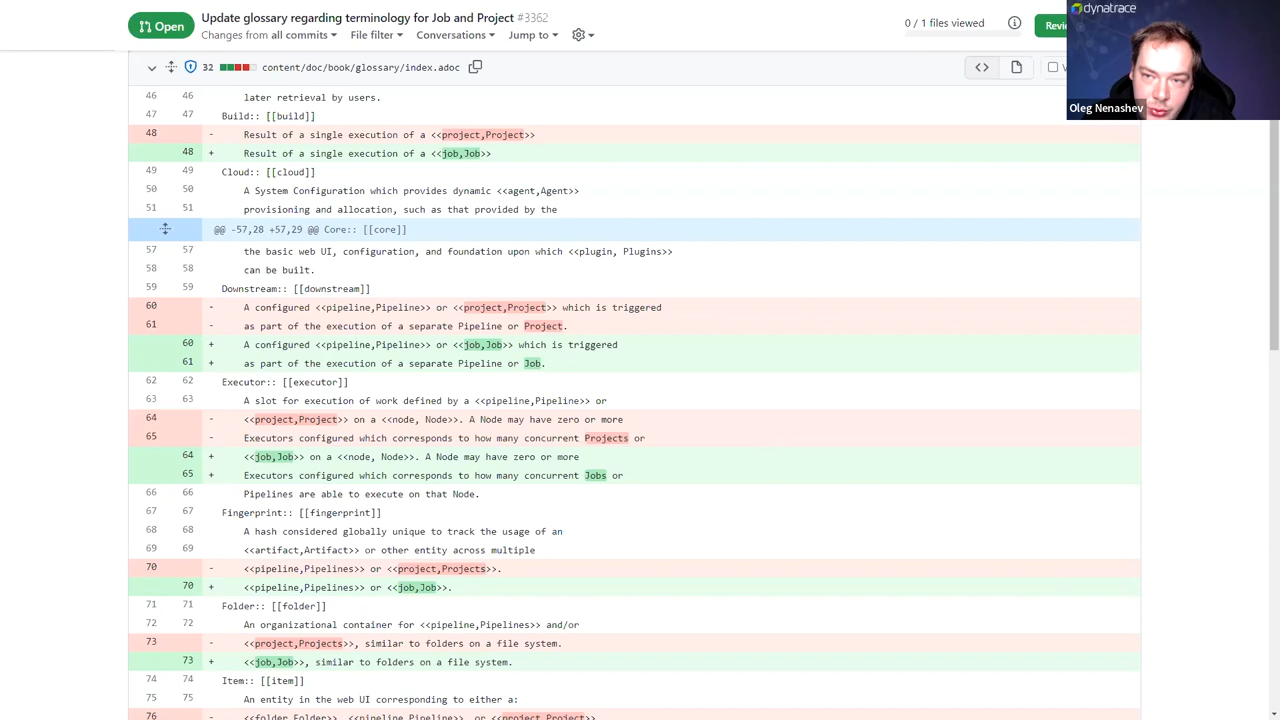 Open
Update glossary regarding terminology for Job and Project #3362
Changes from all commits
File filter
Conversations
Jump to
0 / 1 files viewed
dynatrace
Oleg Nenashev
32 content/doc/book/glossary/index.adoc
46 46 later retrieval by users.
47 47 Build:: [[build]]
48 - Result of a single execution of a <<project,Project>>
48 + Result of a single execution of a <<job,Job>>
49 49 Cloud:: [[cloud]]
50 50 A System Configuration which provides dynamic <<agent,Agent>>
51 51 provisioning and allocation, such as that provided by the
@@ -57,28 +57,29 @@ Core:: [[core]]
57 57 the basic web UI, configuration, and foundation upon which <<plugin, Plugins>>
58 58 can be built.
59 59 Downstream:: [[downstream]]
60 - A configured <<pipeline,Pipeline>> or <<project,Project>> which is triggered
61 - as part of the execution of a separate Pipeline or Project.
60 + A configured <<pipeline,Pipeline>> or <<job,Job>> which is triggered
61 + as part of the execution of a separate Pipeline or Job.
62 62 Executor:: [[executor]]
63 63 A slot for execution of work defined by a <<pipeline,Pipeline>> or
64 - <<project,Project>> on a <<node, Node>>. A Node may have zero or more
65 - Executors configured which corresponds to how many concurrent Projects or
64 + <<job,Job>> on a <<node, Node>>. A Node may have zero or more
65 + Executors configured which corresponds to how many concurrent Jobs or
66 66 Pipelines are able to execute on that Node.
67 67 Fingerprint:: [[fingerprint]]
68 68 A hash considered globally unique to track the usage of an
69 69 <<artifact,Artifact>> or other entity across multiple
70 - <<pipeline,Pipelines>> or <<project,Projects>>.
70 + <<pipeline,Pipelines>> or <<job,Job>>.
71 71 Folder:: [[folder]]
72 72 An organizational container for <<pipeline,Pipelines>> and/or
73 - <<project,Projects>>, similar to folders on a file system.
73 + <<job,Job>>, similar to folders on a file system.
74 74 Item:: [[item]]
75 75 An entity in the web UI corresponding to either a:
76 - <<folder,Folder>>, <<pipeline,Pipeline>>, or <<project,Project>>